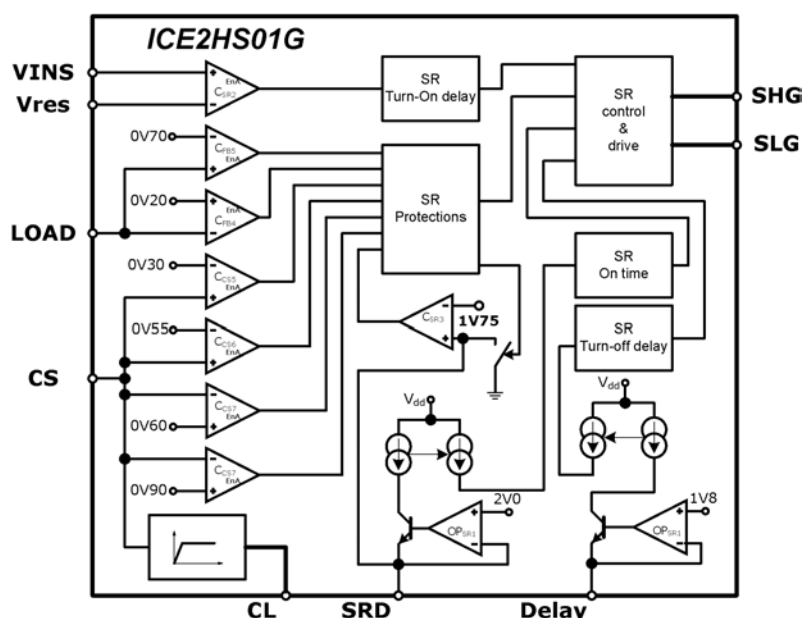 ICE2HS01G
VINS
Vres
+
EnA
CSR2
-
SR
Turn-On delay
SR
control
&
drive
SHG
SLG
0V70
-
CFB5
EnA
+
0V20
-
EnA
CFB4
+
LOAD
SR
Protections
0V30
-
CCS5
EnA
+
SR
On time
CSR3
-
+
1V75
0V55
-
CCS6
EnA
+
SR
Turn-off delay
CS
-
CCS7
EnA
+
0V60
Vdd
Vdd
-
CCS7
EnA
+
0V90
2V0
+
OPSR1
-
1V8
+
OPSR1
-
CL
SRD
Delay